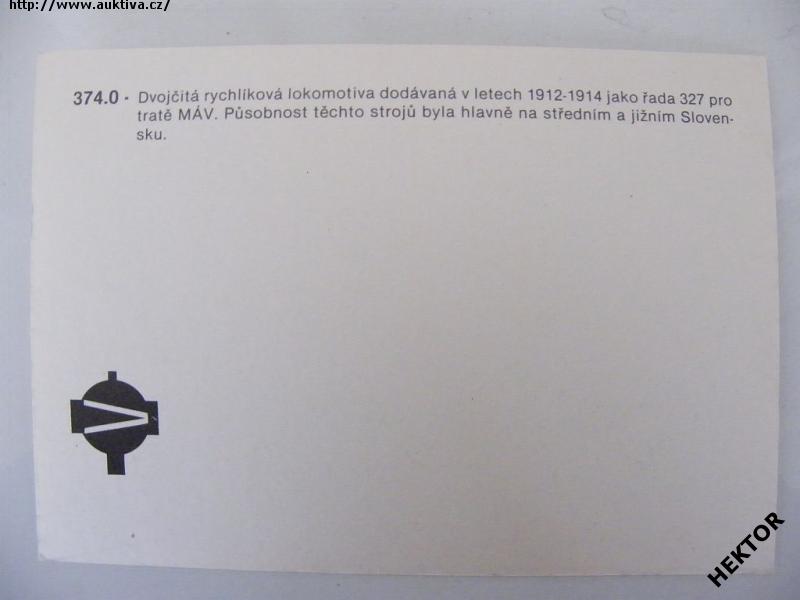 http://www.auktiva.cz/
374.0 - Dvojčitá rychlíková lokomotiva dodávaná v letech 1912-1914 jako řada 327 pro
tratě MÁV. Působnost těchto strojů byla hlavně na středním a jižním Sloven-
sku.
HEKTOR